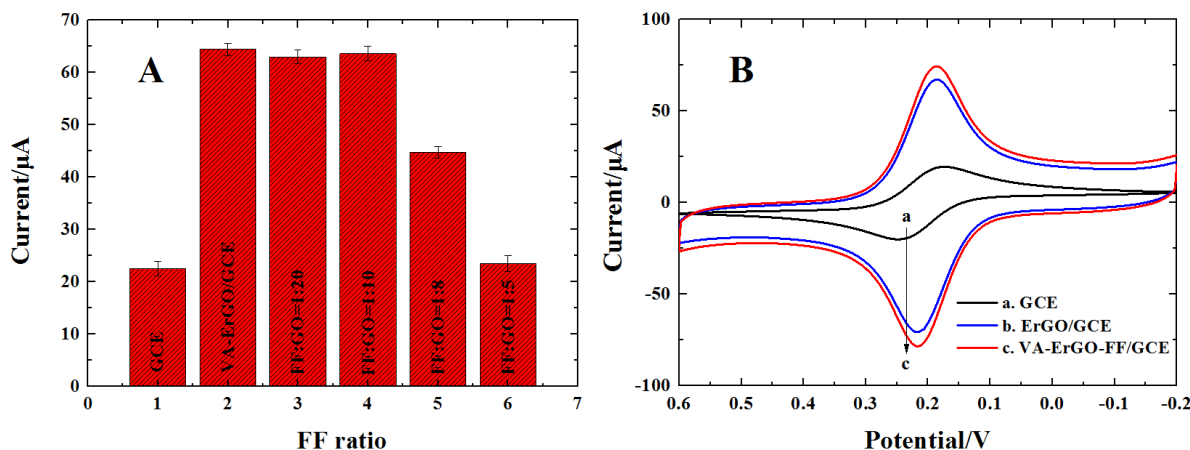 A
Current/µA
70
60
50
40
30
20
10
0
GCE
VA-ErGO/GCE
FF:GO=1:20
FF:GO=1:10
FF:GO=1:8
FF:GO=1:5
0 1 2 3 4 5 6 7
FF ratio
B
Current/µA
100
50
0
-50
-100
a
c
a. GCE
b. ErGO/GCE
c. VA-ErGO-FF/GCE
0.6 0.5 0.4 0.3 0.2 0.1 0.0 -0.1 -0.2
Potential/V